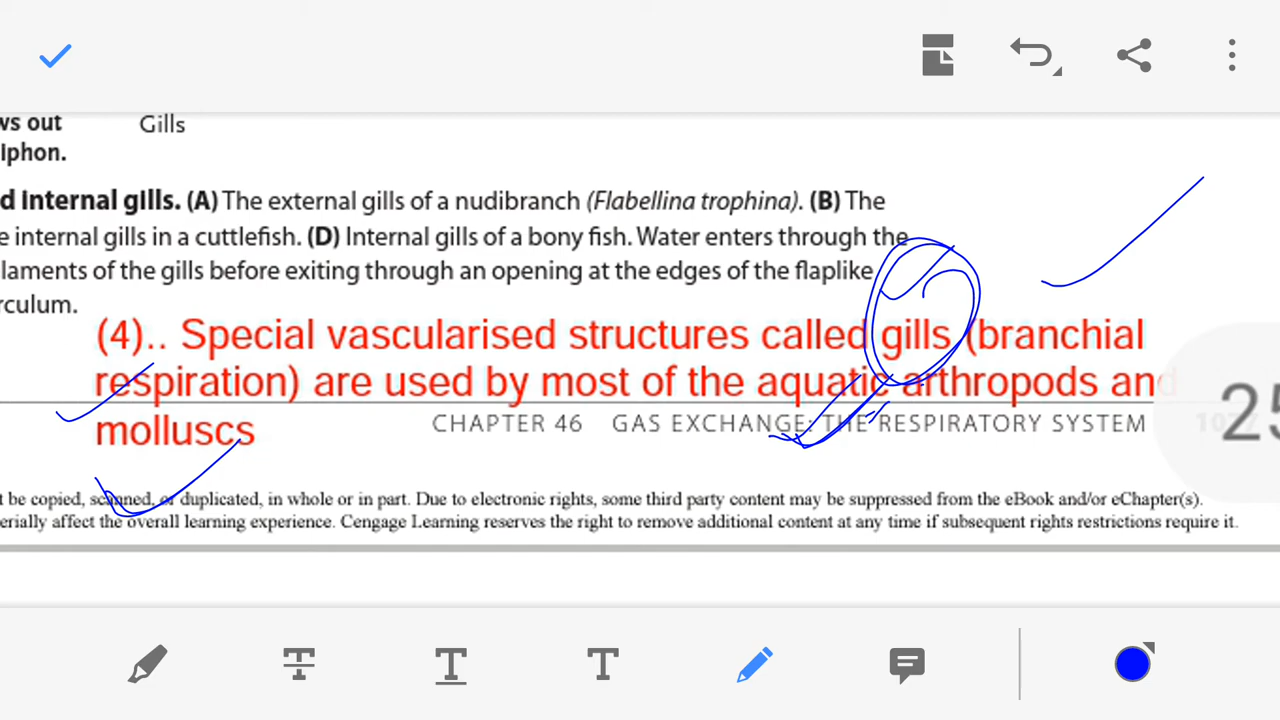 ws out Gills
iphon.
d internal gills. (A) The external gills of a nudibranch (Flabellina trophina). (B) The
e internal gills in a cuttlefish. (D) Internal gills of a bony fish. Water enters through the
laments of the gills before exiting through an opening at the edges of the flaplike
rculum.
(4).. Special vascularised structures called gills (branchial
respiration) are used by most of the aquatic arthropods and
molluscs
CHAPTER 46 GAS EXCHANGE: THE RESPIRATORY SYSTEM
25
t be copied, scanned, or duplicated, in whole or in part. Due to electronic rights, some third party content may be suppressed from the eBook and/or eChapter(s).
erially affect the overall learning experience. Cengage Learning reserves the right to remove additional content at any time if subsequent rights restrictions require it.
T T T